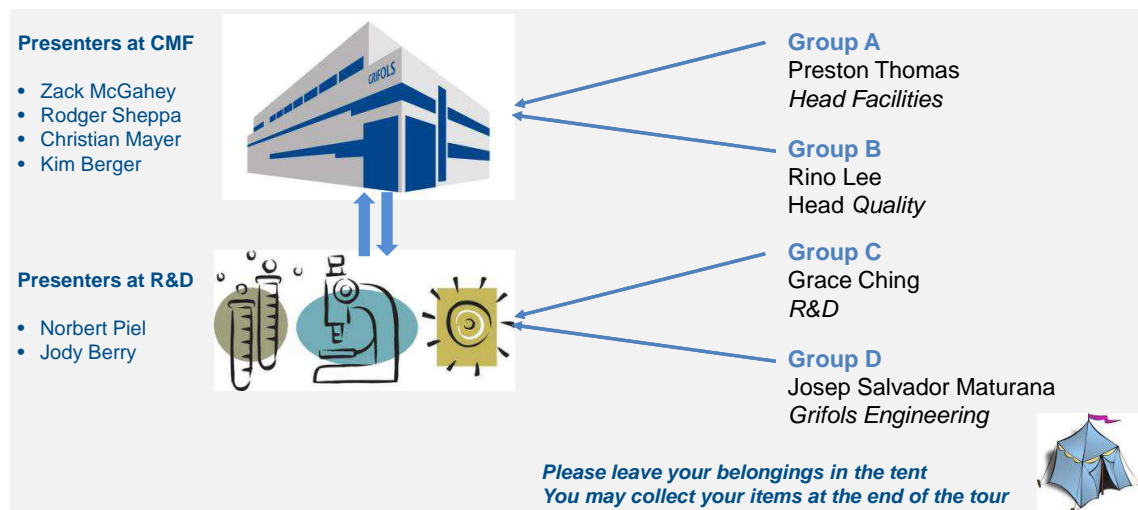 Presenters at CMF
• Zack McGahey
• Rodger Sheppa
• Christian Mayer
• Kim Berger
GRIFOLS
Presenters at R&D
• Norbert Piel
• Jody Berry
Group A
Preston Thomas
Head Facilities
Group B
Rino Lee
Head Quality
Group C
Grace Ching
R&D
Group D
Josep Salvador Maturana
Grifols Engineering
Please leave your belongings in the tent
You may collect your items at the end of the tour